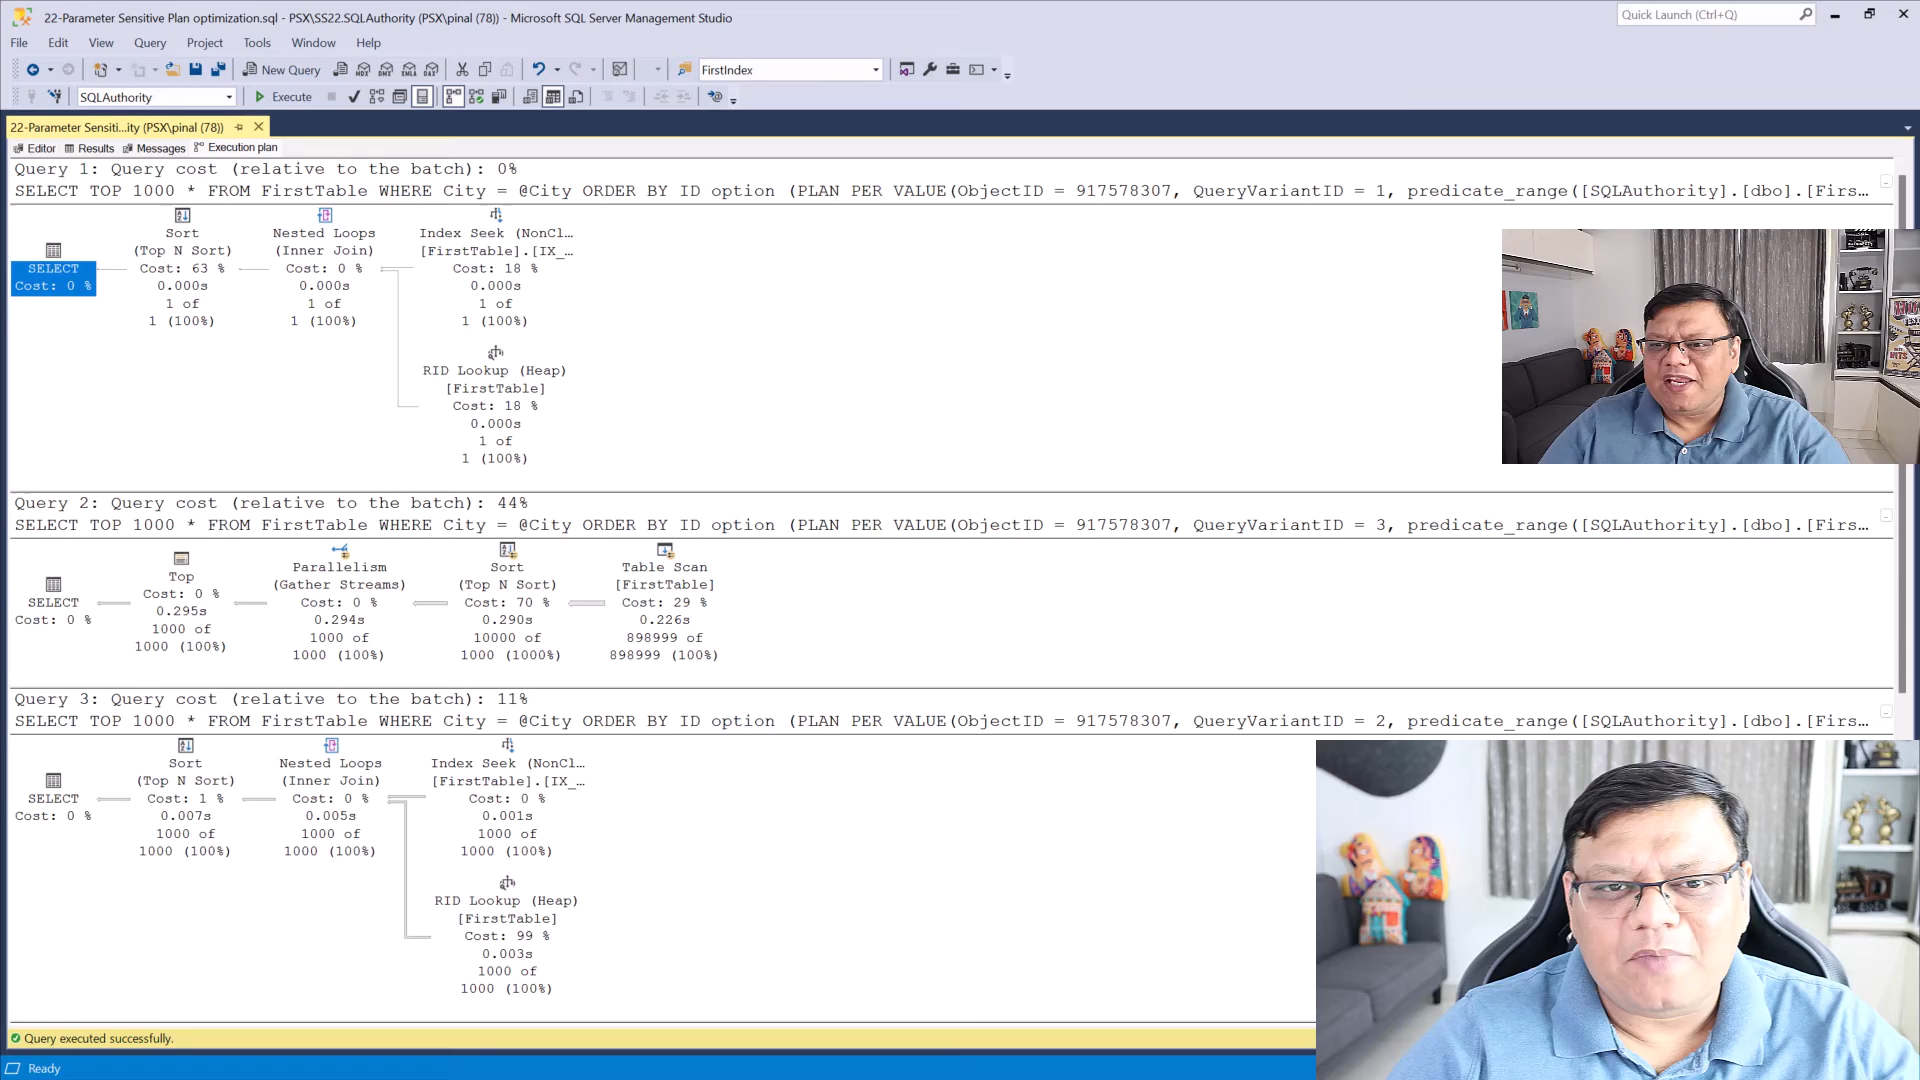 22-Parameter Sensitive Plan optimization.sql - PSX\SS22.SQLAuthority (PSX\pinal (78)) - Microsoft SQL Server Management Studio
Quick Launch (Ctrl+Q)
File Edit View Query Project Tools Window Help
New Query
MDX DMX XMLA DAX
FirstIndex
SQLAuthority
Execute
22-Parameter Sensiti...ity (PSX\pinal (78))
Editor Results Messages Execution plan
Query 1: Query cost (relative to the batch): 0%
SELECT TOP 1000 * FROM FirstTable WHERE City = @City ORDER BY ID option (PLAN PER VALUE(ObjectID = 917578307, QueryVariantID = 1, predicate_range([SQLAuthority].[dbo].[Firs...
SELECT
Cost: 0 %
Sort
(Top N Sort)
Cost: 63 %
0.000s
1 of
1 (100%)
Nested Loops
(Inner Join)
Cost: 0 %
0.000s
1 of
1 (100%)
Index Seek (NonCl...
[FirstTable].[IX_...
Cost: 18 %
0.000s
1 of
1 (100%)
RID Lookup (Heap)
[FirstTable]
Cost: 18 %
0.000s
1 of
1 (100%)
Query 2: Query cost (relative to the batch): 44%
SELECT TOP 1000 * FROM FirstTable WHERE City = @City ORDER BY ID option (PLAN PER VALUE(ObjectID = 917578307, QueryVariantID = 3, predicate_range([SQLAuthority].[dbo].[Firs...
SELECT
Cost: 0 %
Top
Cost: 0 %
0.295s
1000 of
1000 (100%)
Parallelism
(Gather Streams)
Cost: 0 %
0.294s
1000 of
1000 (100%)
Sort
(Top N Sort)
Cost: 70 %
0.290s
10000 of
1000 (1000%)
Table Scan
[FirstTable]
Cost: 29 %
0.226s
898999 of
898999 (100%)
Query 3: Query cost (relative to the batch): 11%
SELECT TOP 1000 * FROM FirstTable WHERE City = @City ORDER BY ID option (PLAN PER VALUE(ObjectID = 917578307, QueryVariantID = 2, predicate_range([SQLAuthority].[dbo].[Firs...
SELECT
Cost: 0 %
Sort
(Top N Sort)
Cost: 1 %
0.007s
1000 of
1000 (100%)
Nested Loops
(Inner Join)
Cost: 0 %
0.005s
1000 of
1000 (100%)
Index Seek (NonCl...
[FirstTable].[IX_...
Cost: 0 %
0.001s
1000 of
1000 (100%)
RID Lookup (Heap)
[FirstTable]
Cost: 99 %
0.003s
1000 of
1000 (100%)
Query executed successfully.
Ready